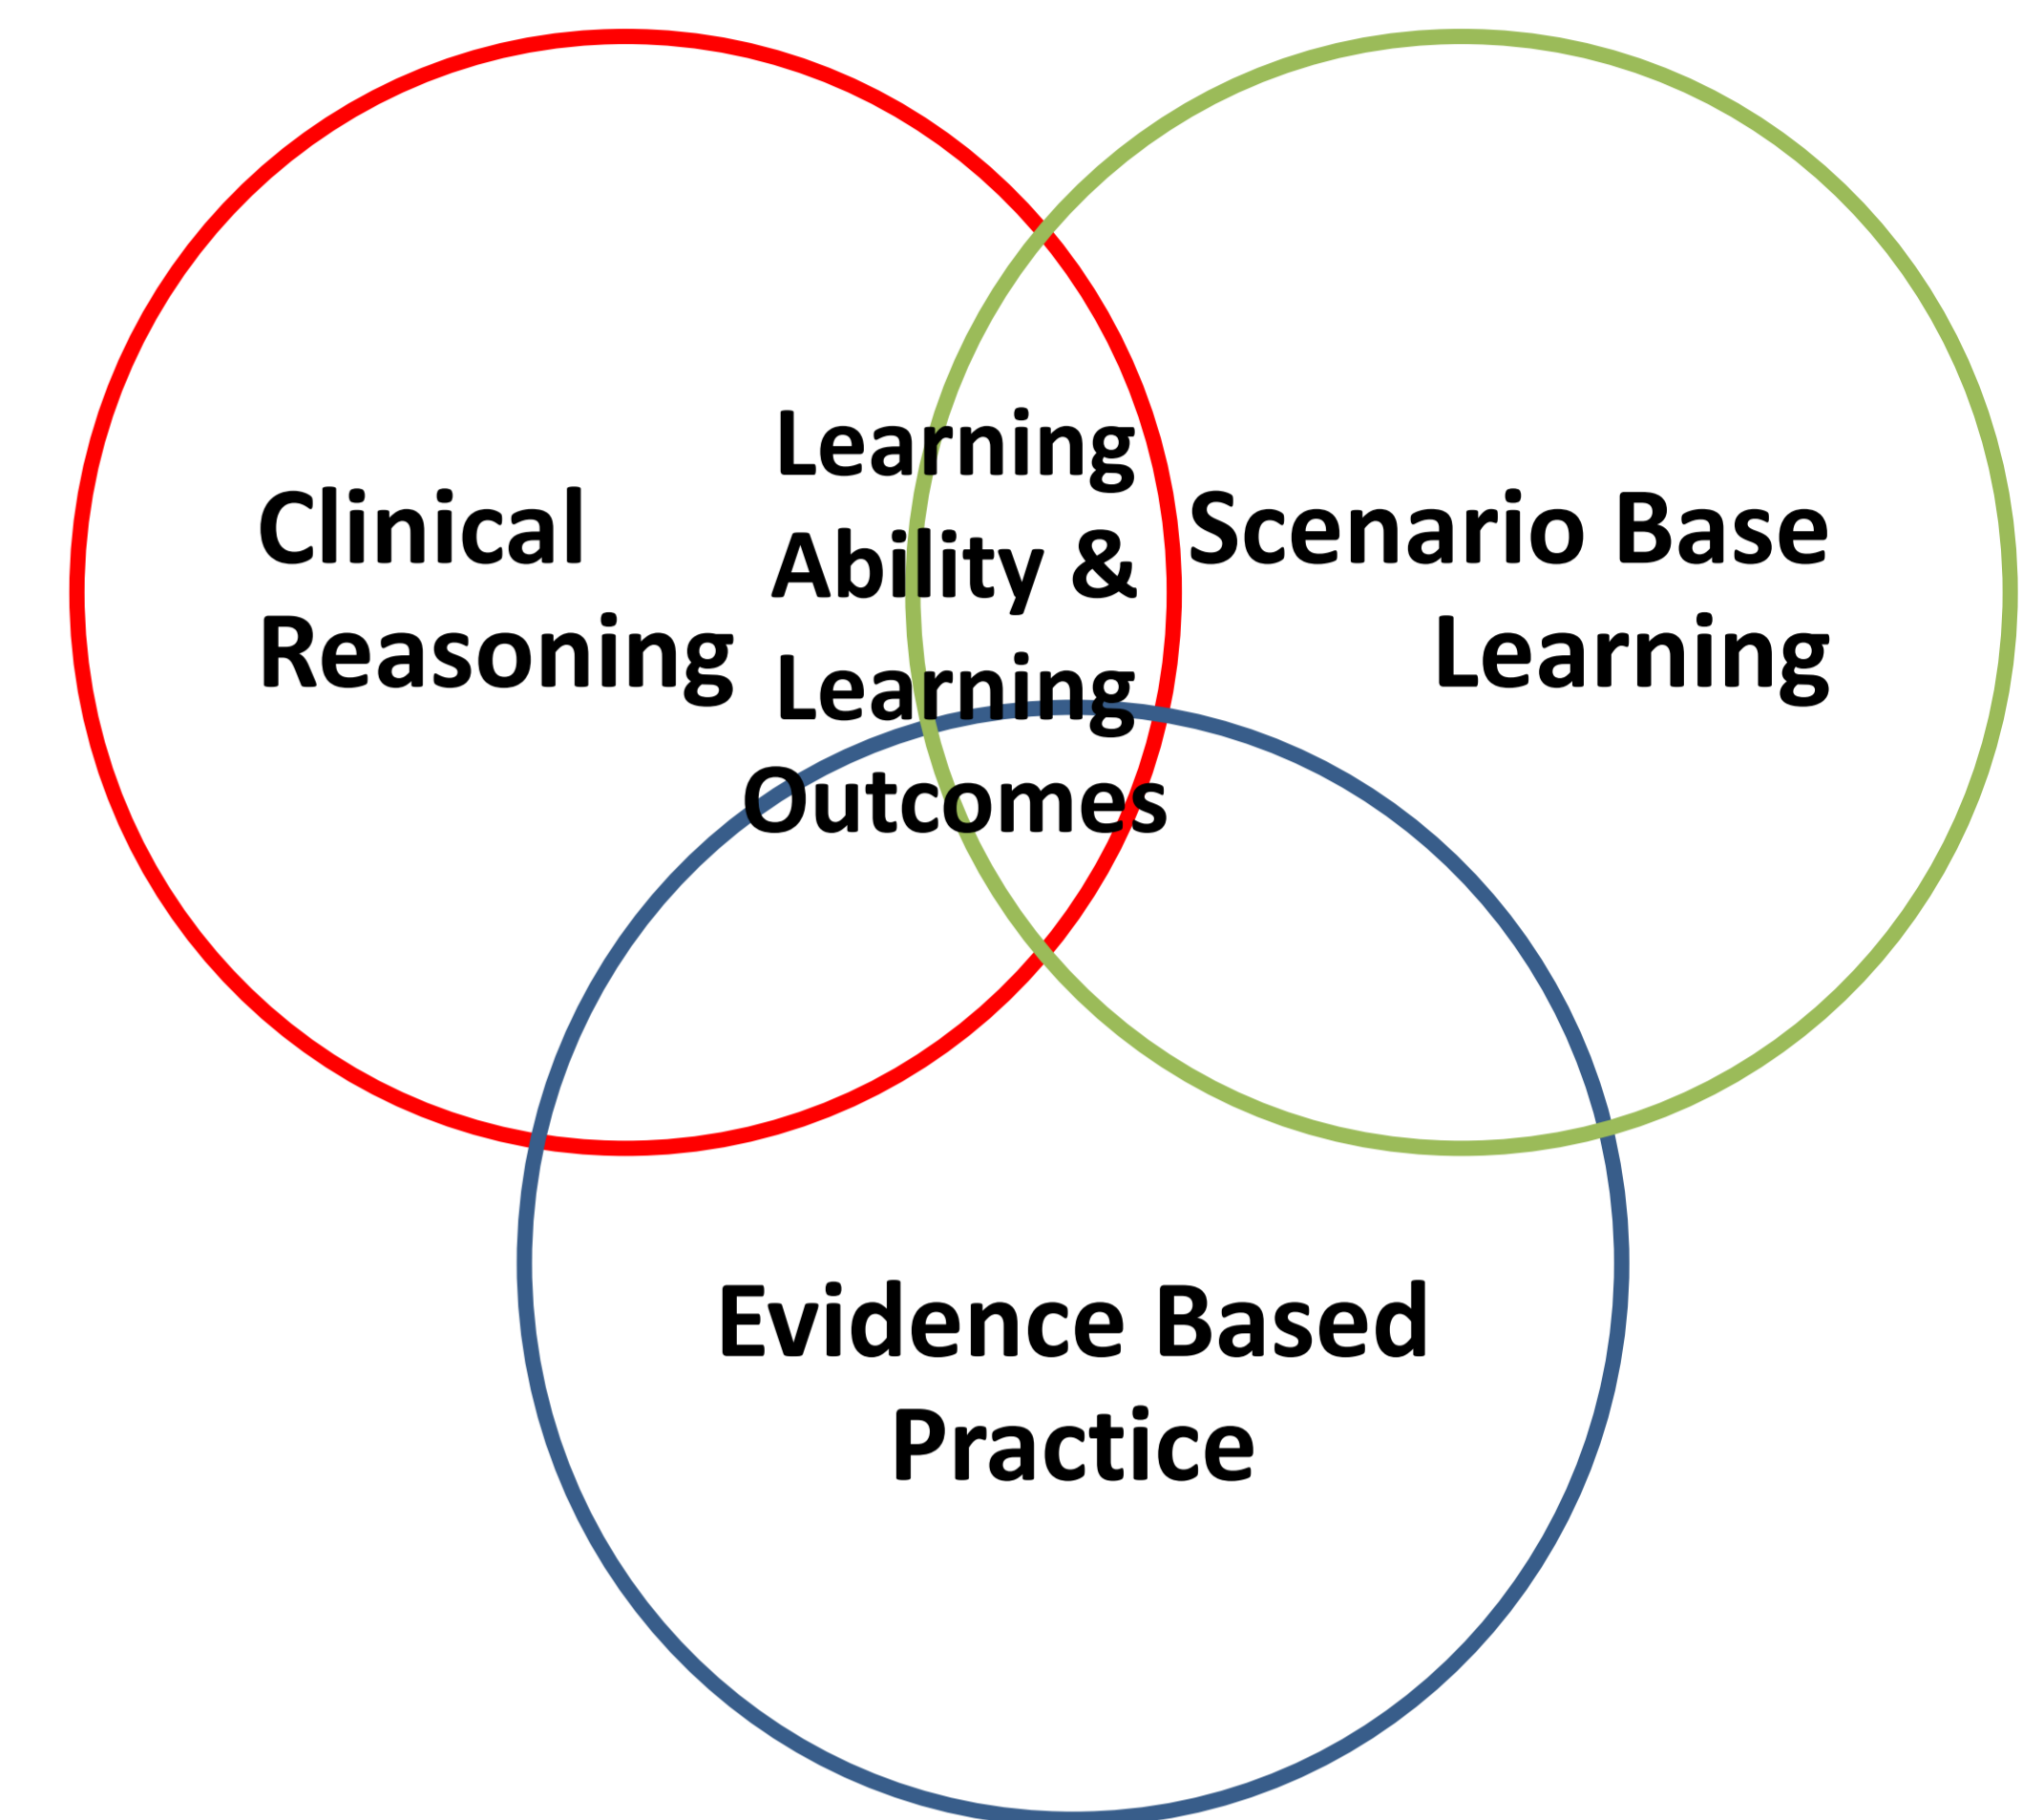 Clinical
Reasoning
Learning
Ability &
Learning
Outcomes
Scenario Base
Learning
Evidence Based
Practice